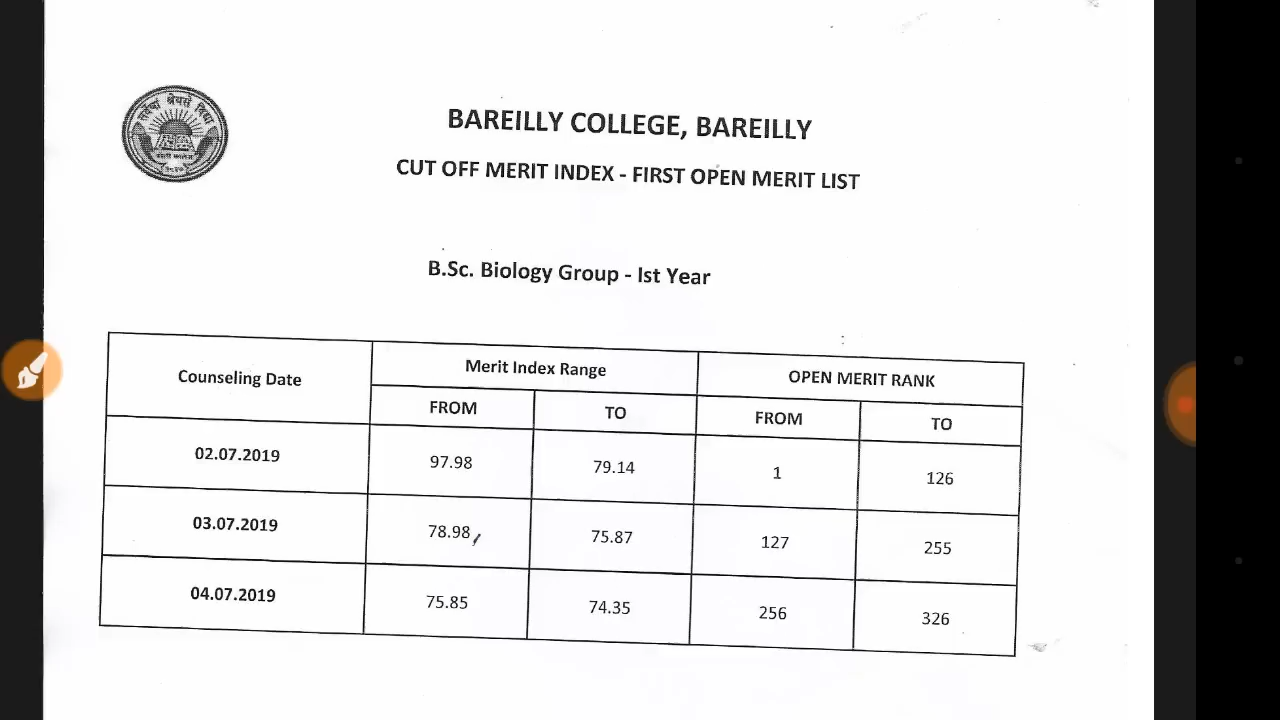 सर्वेषां श्रेयसे विद्या
BAREILLY COLLEGE, BAREILLY
CUT OFF MERIT INDEX - FIRST OPEN MERIT LIST
B.Sc. Biology Group - Ist Year
Counseling Date Merit Index Range OPEN MERIT RANK
FROM TO FROM TO
02.07.2019 97.98 79.14 1 126
03.07.2019 78.98 75.87 127 255
04.07.2019 75.85 74.35 256 326